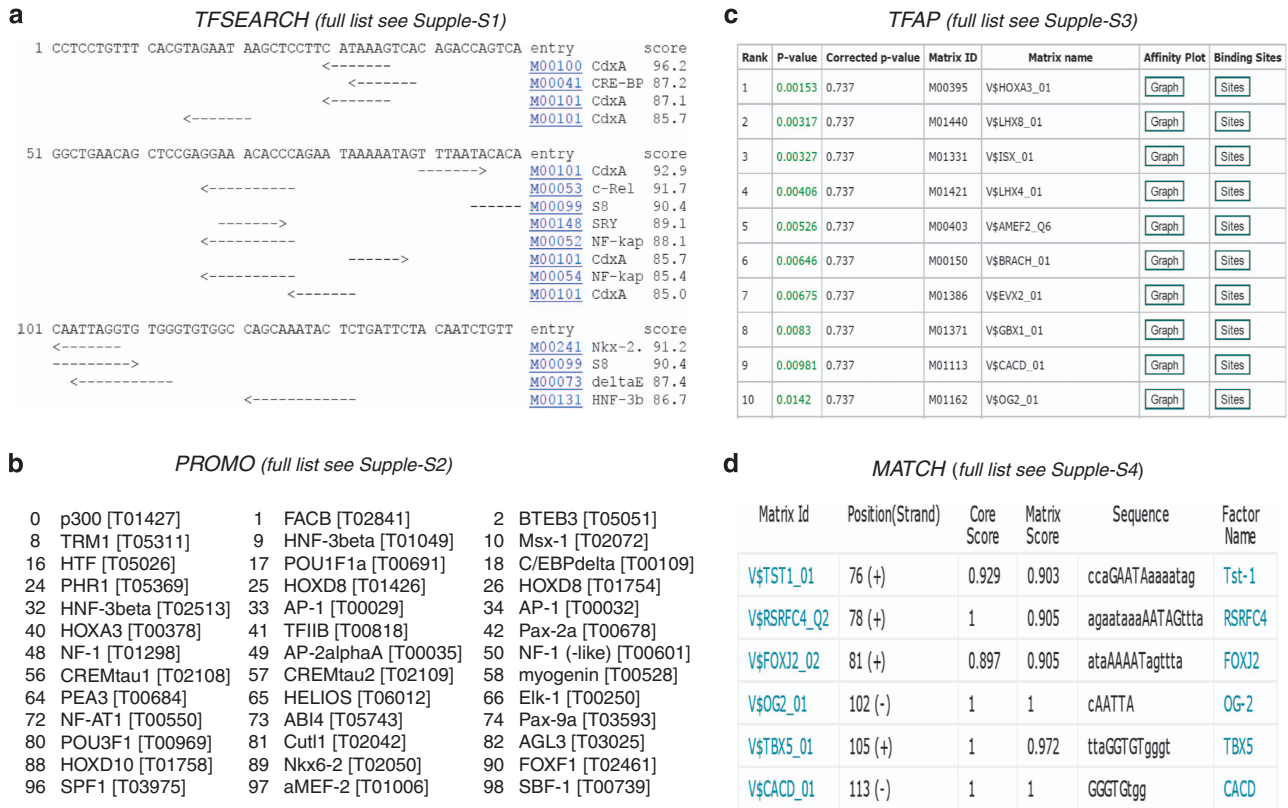 a
TFSEARCH (full list see Supple-S1)
1 CCTCCTGTTT CACGTAGAAT AAGCTCCTTC ATAAAGTCAC AGACCAGTCA entry score
<------- M00100 CdxA 96.2
<------- M00041 CRE-BP 87.2
<------- M00101 CdxA 87.1
<------- M00101 CdxA 85.7
51 GGCTGAACAG CTCCGAGGAA ACACCCAGAA TAAAAATAGT TTTAATACACA entry score
-------> M00101 CdxA 92.9
<---------- M00053 c-Rel 91.7
------ M00099 S8 90.4
-------> M00148 SRY 89.1
<---------- M00052 NF-kap 88.1
------> M00101 CdxA 85.7
<---------- M00054 NF-kap 85.4
<------- M00101 CdxA 85.0
101 CAATTAGGTG TGGGTGTGGC CAGCAAATAC TCTGATTCTA CAATCTGTT entry score
<------- M00241 Nkx-2. 91.2
---------> M00099 S8 90.4
<----------- M00073 deltaE 87.4
<------------ M00131 HNF-3b 86.7
b
PROMO (full list see Supple-S2)
0 p300 [T01427] 1 FACB [T02841] 2 BTEB3 [T05051]
8 TRM1 [T05311] 9 HNF-3beta [T01049] 10 Msx-1 [T02072]
16 HTF [T05026] 17 POU1F1a [T00691] 18 C/EBPdelta [T00109]
24 PHR1 [T05369] 25 HOXD8 [T01426] 26 HOXD8 [T01754]
32 HNF-3beta [T02513] 33 AP-1 [T00029] 34 AP-1 [T00032]
40 HOXA3 [T00378] 41 TFIIB [T00818] 42 Pax-2a [T00678]
48 NF-1 [T01298] 49 AP-2alphaA [T00035] 50 NF-1 (-like) [T00601]
56 CREMtau1 [T02108] 57 CREMtau2 [T02109] 58 myogenin [T00528]
64 PEA3 [T00684] 65 HELIOS [T06012] 66 Elk-1 [T00250]
72 NF-AT1 [T00550] 73 ABI4 [T05743] 74 Pax-9a [T03593]
80 POU3F1 [T00969] 81 Cutl1 [T02042] 82 AGL3 [T03025]
88 HOXD10 [T01758] 89 Nkx6-2 [T02050] 90 FOXF1 [T02461]
96 SPF1 [T03975] 97 aMEF-2 [T01006] 98 SBF-1 [T00739]
c
TFAP (full list see Supple-S3)
Rank P-value Corrected p-value Matrix ID Matrix name Affinity Plot Binding Sites
1 0.00153 0.737 M00395 V$HOXA3_01 Graph Sites
2 0.00317 0.737 M01440 V$LHX8_01 Graph Sites
3 0.00327 0.737 M01331 V$ISX_01 Graph Sites
4 0.00406 0.737 M01421 V$LHX4_01 Graph Sites
5 0.00526 0.737 M00403 V$AMEF2_Q6 Graph Sites
6 0.00646 0.737 M00150 V$BRACH_01 Graph Sites
7 0.00675 0.737 M01386 V$EVX2_01 Graph Sites
8 0.0083 0.737 M01371 V$GBX1_01 Graph Sites
9 0.00981 0.737 M01113 V$CACD_01 Graph Sites
10 0.0142 0.737 M01162 V$OG2_01 Graph Sites
d
MATCH (full list see Supple-S4)
Matrix Id Position(Strand) Core Score Matrix Score Sequence Factor Name
V$TST1_01 76 (+) 0.929 0.903 ccaGAATAaaaatag Tst-1
V$RSRFC4_Q2 78 (+) 1 0.905 agaataaaAATAGttta RSRFC4
V$FOXJ2_02 81 (+) 0.897 0.905 ataAAAATagttta FOXJ2
V$OG2_01 102 (-) 1 1 cAATTA OG-2
V$TBX5_01 105 (+) 1 0.972 ttaGGTGTgggt TBX5
V$CACD_01 113 (-) 1 1 GGGTGtgg CACD